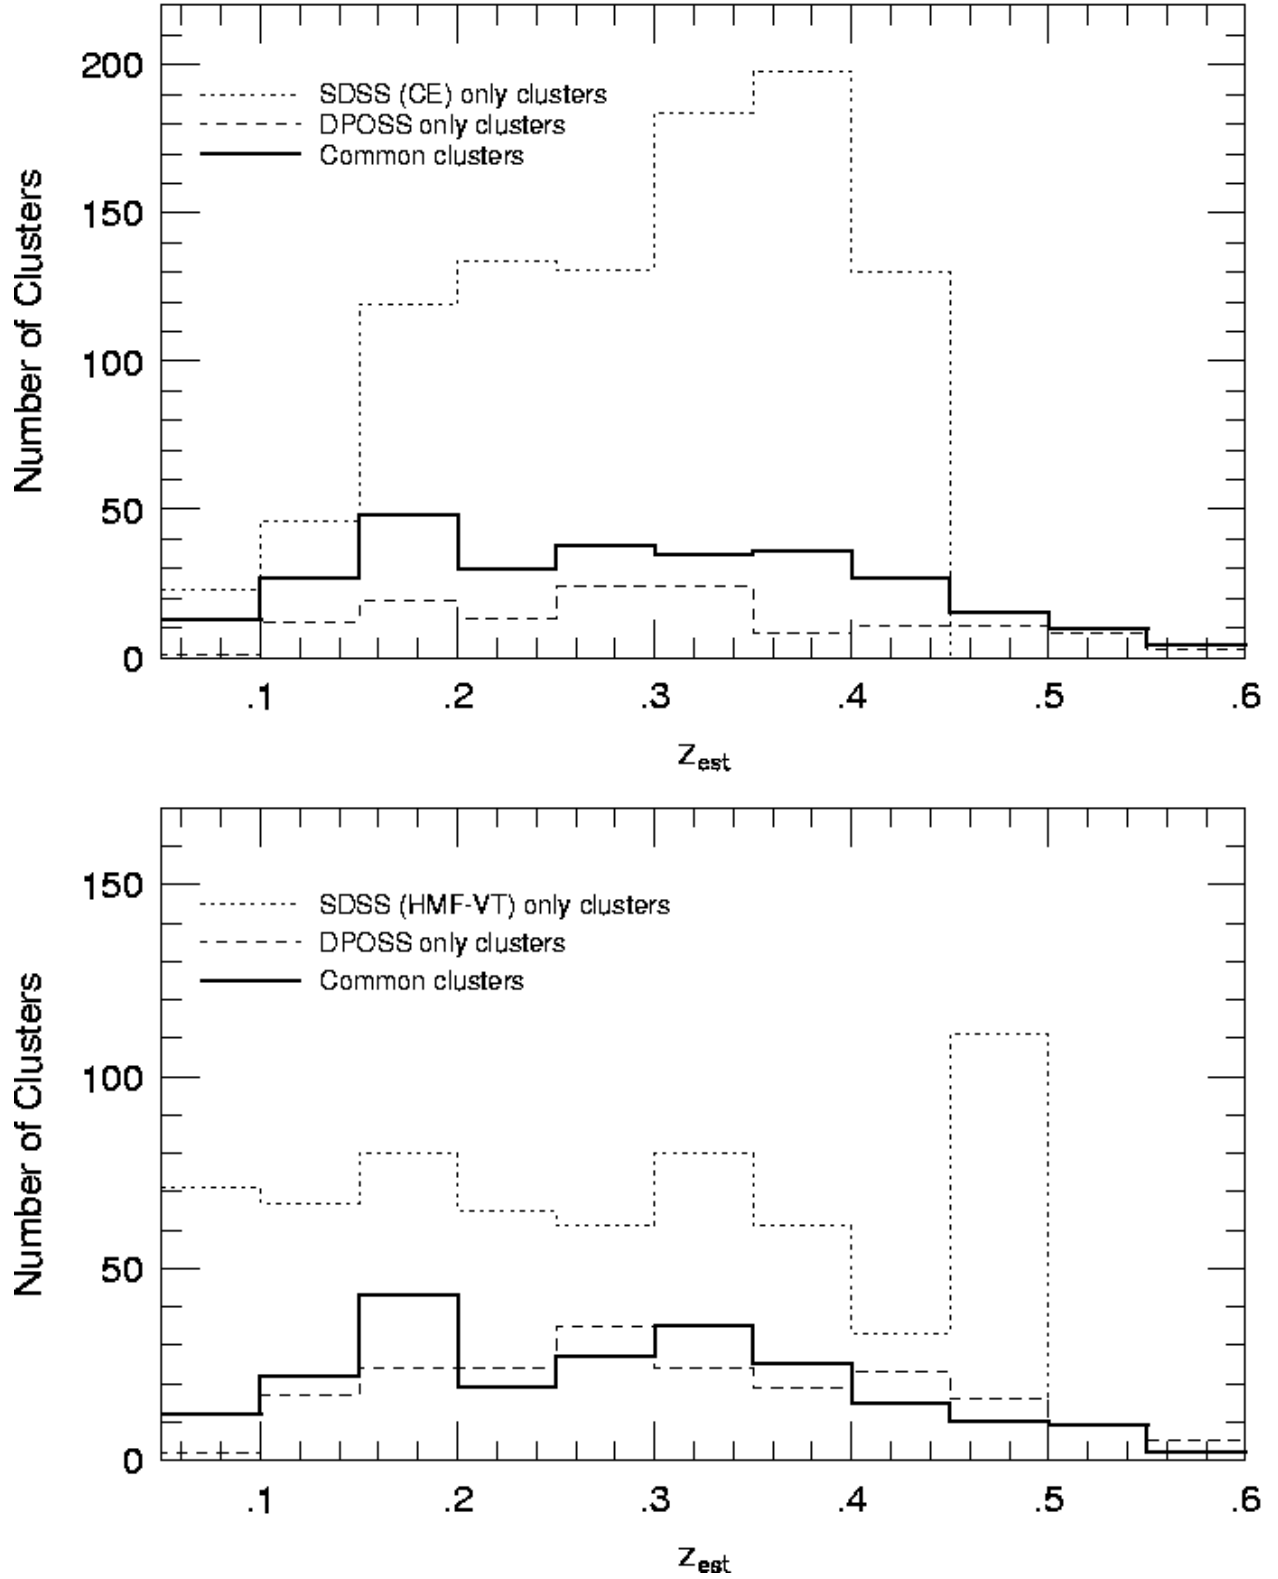 200
150
100
50
0
Number of Clusters
SDSS (CE) only clusters
DPOSS only clusters
Common clusters
.1 .2 .3 .4 .5 .6
z_est
150
100
50
0
Number of Clusters
SDSS (HMF-VT) only clusters
DPOSS only clusters
Common clusters
.1 .2 .3 .4 .5 .6
z_est